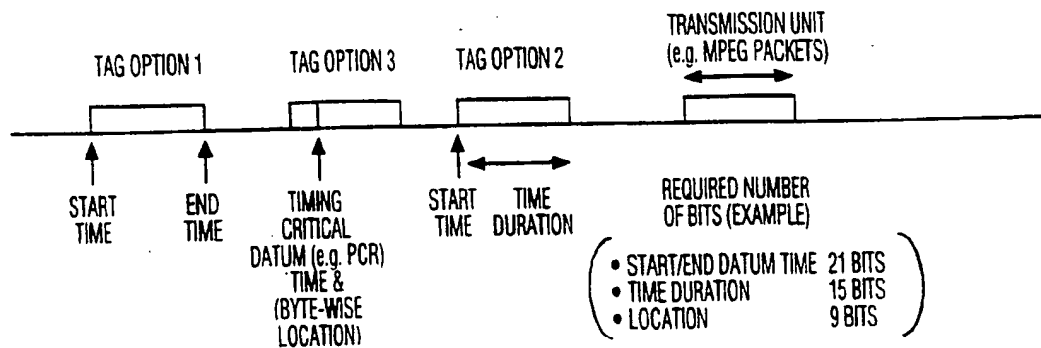 TRANSMISSION UNIT
(e.g. MPEG PACKETS)
TAG OPTION 1
TAG OPTION 3
TAG OPTION 2
START
TIME
END
TIME
TIMING
CRITICAL
DATUM (e.g. PCR)
TIME &
(BYTE-WISE
LOCATION)
START
TIME
TIME
DURATION
REQUIRED NUMBER
OF BITS (EXAMPLE)
• START/END DATUM TIME 21 BITS
• TIME DURATION 15 BITS
• LOCATION 9 BITS